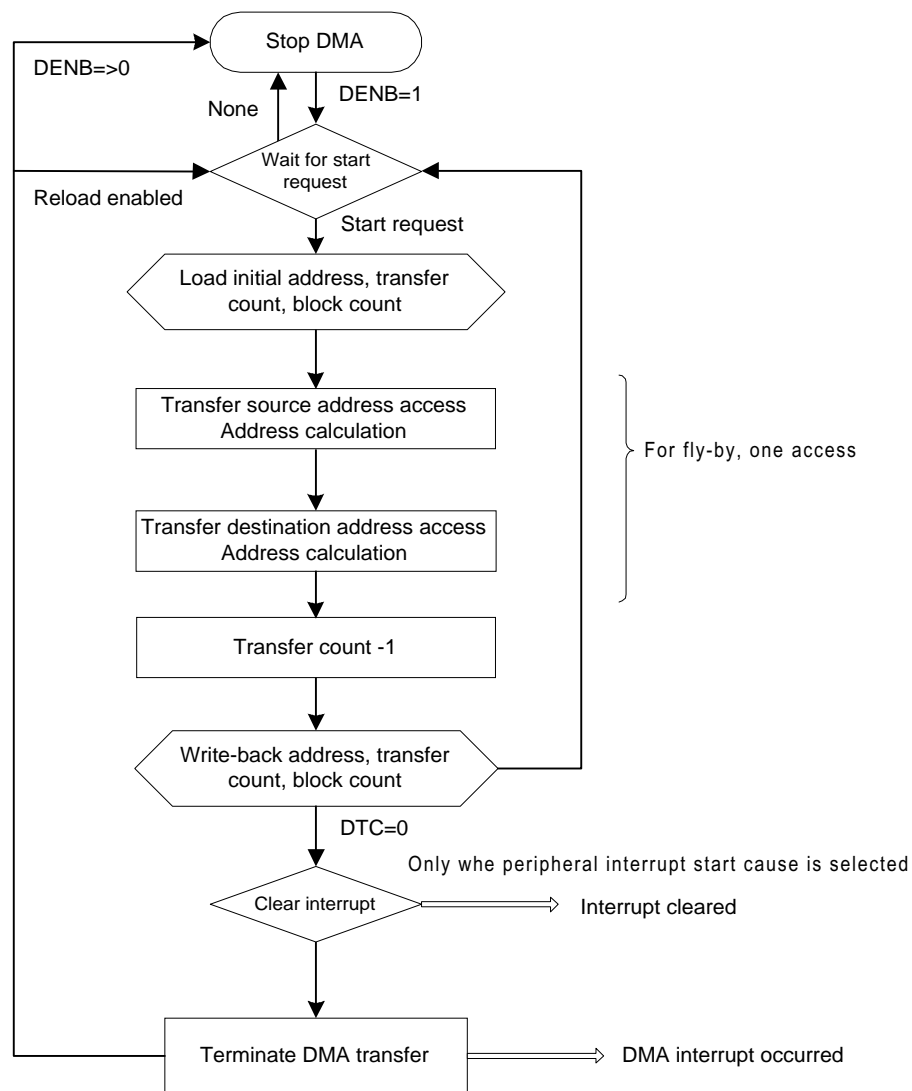 Stop DMA
DENB=>0
DENB=1
None
Wait for start
request
Reload enabled
Start request
Load initial address, transfer
count, block count
Transfer source address access
Address calculation
For fly-by, one access
Transfer destination address access
Address calculation
Transfer count -1
Write-back address, transfer
count, block count
DTC=0
Only whe peripheral interrupt start cause is selected
Clear interrupt
Interrupt cleared
Terminate DMA transfer
DMA interrupt occurred